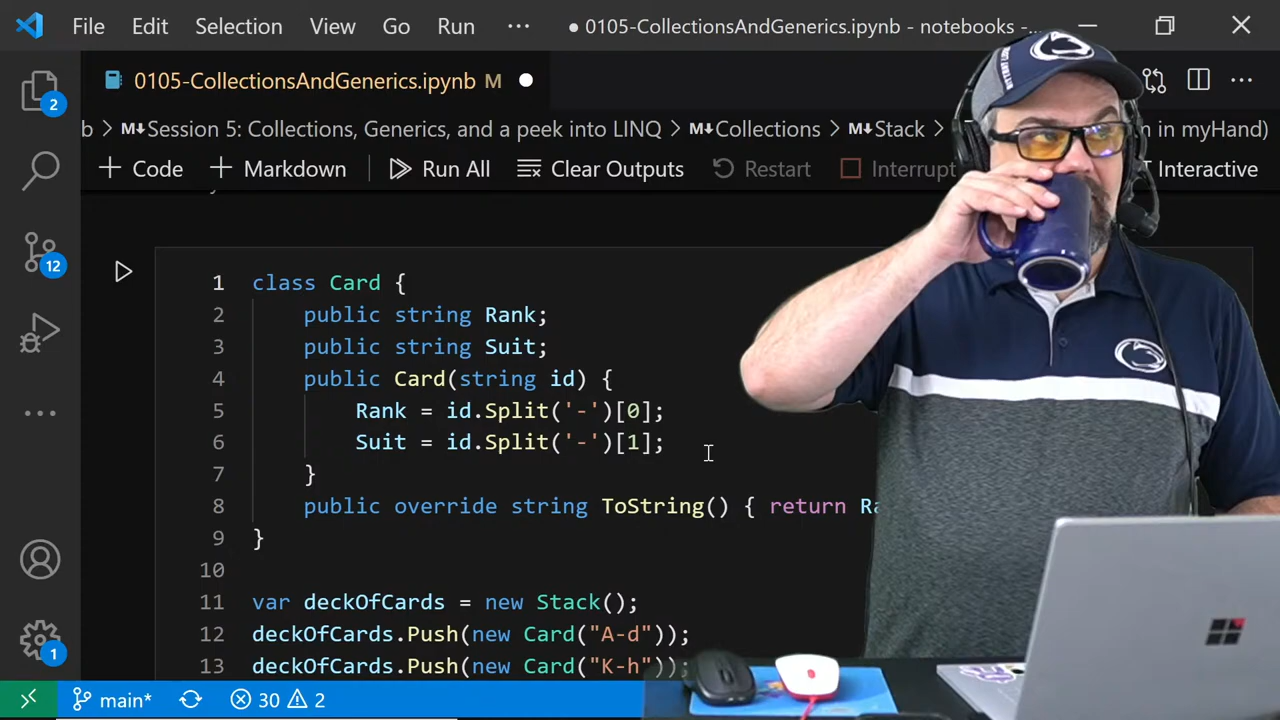 File Edit Selection View Go Run ··· ● 0105-CollectionsAndGenerics.ipynb - notebooks -
0105-CollectionsAndGenerics.ipynb M
b > Session 5: Collections, Generics, and a peek into LINQ > Collections > Stack > in myHand)
+ Code + Markdown Run All Clear Outputs Restart Interrupt Interactive
2
12
1
1 class Card {
2 public string Rank;
3 public string Suit;
4 public Card(string id) {
5 Rank = id.Split('-')[0];
6 Suit = id.Split('-')[1];
7 }
8 public override string ToString() { return Ra
9 }
10
11 var deckOfCards = new Stack();
12 deckOfCards.Push(new Card("A-d"));
13 deckOfCards.Push(new Card("K-h"));
main* 30 2